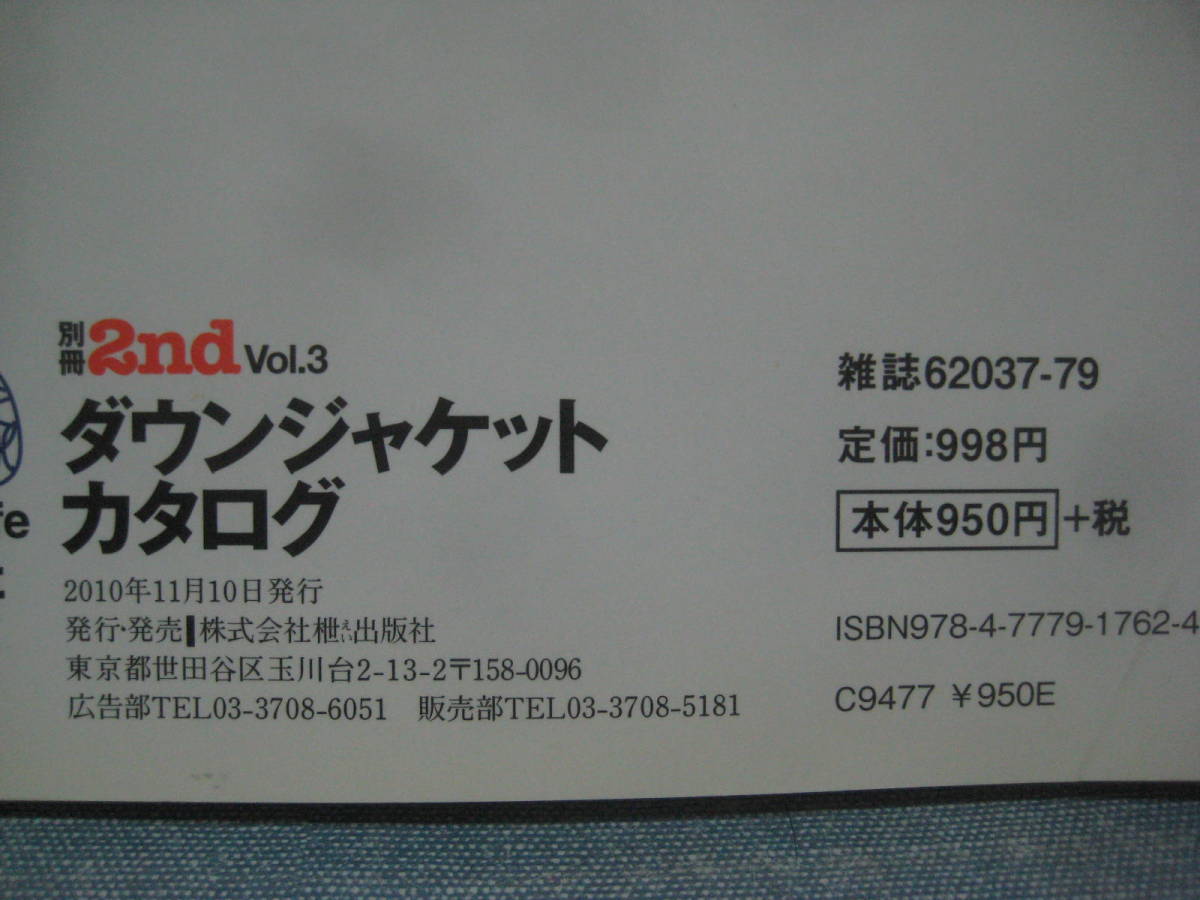 別冊2nd Vol.3
ダウンジャケット
カタログ
2010年11月10日発行
発行・発売 株式会社枻えい出版社
東京都世田谷区玉川台2-13-2〒158-0096
広告部TEL03-3708-6051 販売部TEL03-3708-5181
雑誌62037-79
定価:998円
本体950円+税
ISBN978-4-7779-1762-4
C9477 ¥950E